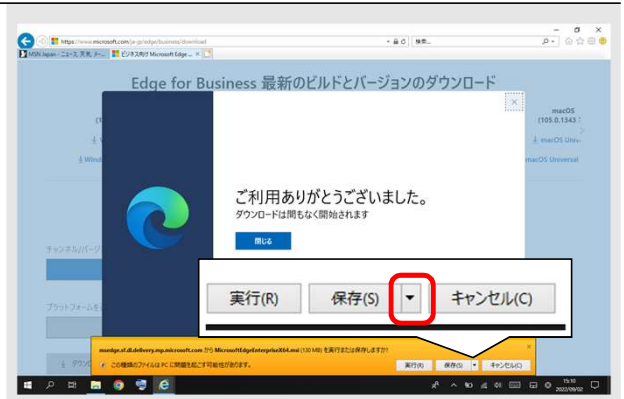 https://www.microsoft.com/ja-jp/edge/business/download
検索...
MSN Japan - ニュース, 天気, メー...
ビジネス向け Microsoft Edge ...
Edge for Business 最新のビルドとバージョンのダウンロード
macOS
(105.0.1343
macOS Univ
macOS Universal
ご利用ありがとうございました。
ダウンロードは間もなく開始されます
閉じる
チャンネル/バージ
プラットフォームを
実行(R)
保存(S)
キャンセル(C)
msedge.sf.dl.delivery.mp.microsoft.com から MicrosoftEdgeEnterpriseX64.msi (130 MB) を実行または保存しますか?
この種類のファイルは PC に問題を起こす可能性があります。
実行(R)
保存(S)
キャンセル(C)
ダウンロ
15:10
2022/09/02